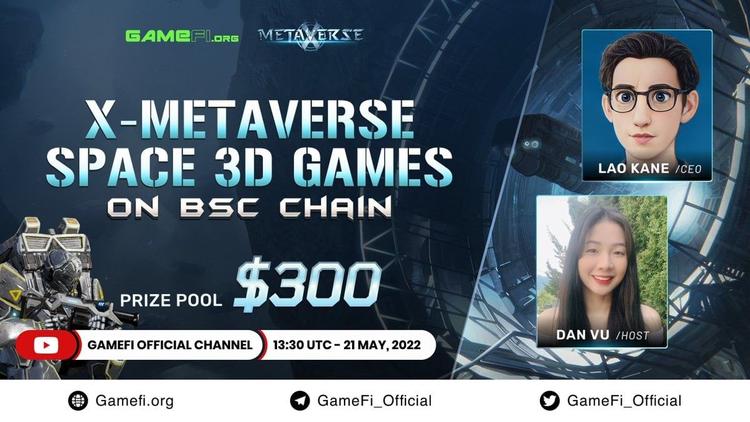 GAMEFI.ORG
METAVERSE
X-METAVERSE
SPACE 3D GAMES
ON BSC CHAIN
PRIZE POOL $300
GAMEFI OFFICIAL CHANNEL
13:30 UTC - 21 MAY, 2022
LAO KANE /CEO
DAN VU /HOST
Gamefi.org
GameFi_Official
GameFi_Official